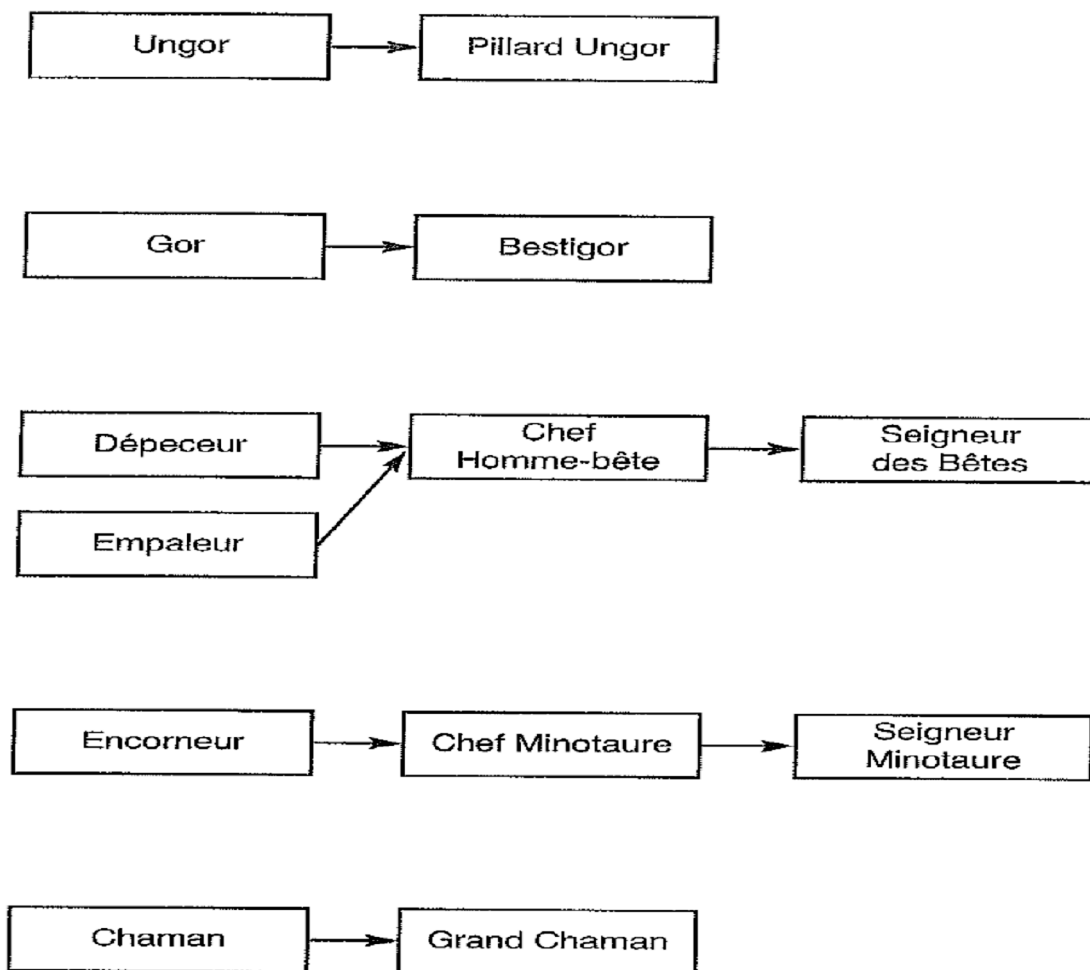 Ungor
Pillard Ungor
Gor
Bestigor
Dépeceur
Chef
Homme-bête
Seigneur
des Bêtes
Empaleur
Encorneur
Chef Minotaure
Seigneur
Minotaure
Chaman
Grand Chaman